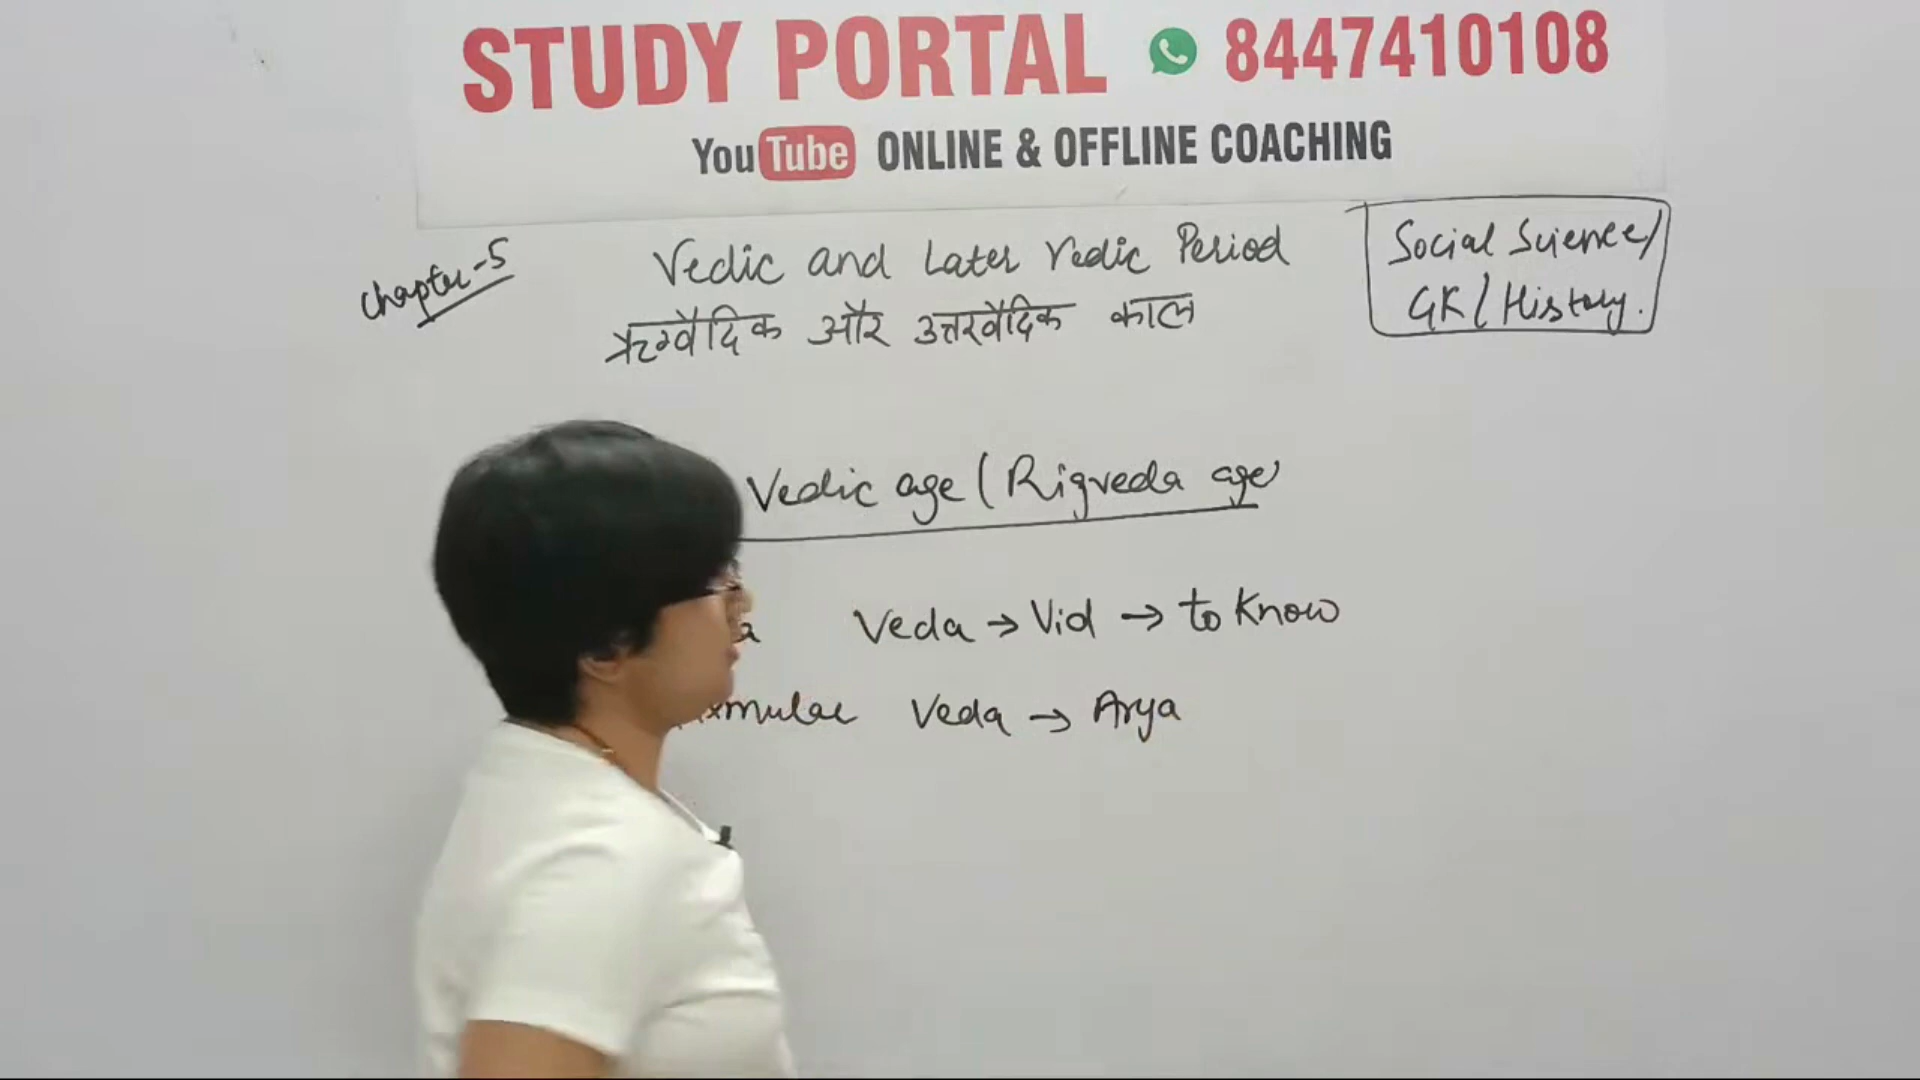 STUDY PORTAL 8447410108
YouTube ONLINE & OFFLINE COACHING
Chapter-5
Vedic and Later Vedic Period
ऋग्वैदिक और उत्तरवैदिक काल
Social Science/
GK/History.
Vedic age (Rigveda age)
a Veda → Vid → to Know
Veda → Arya